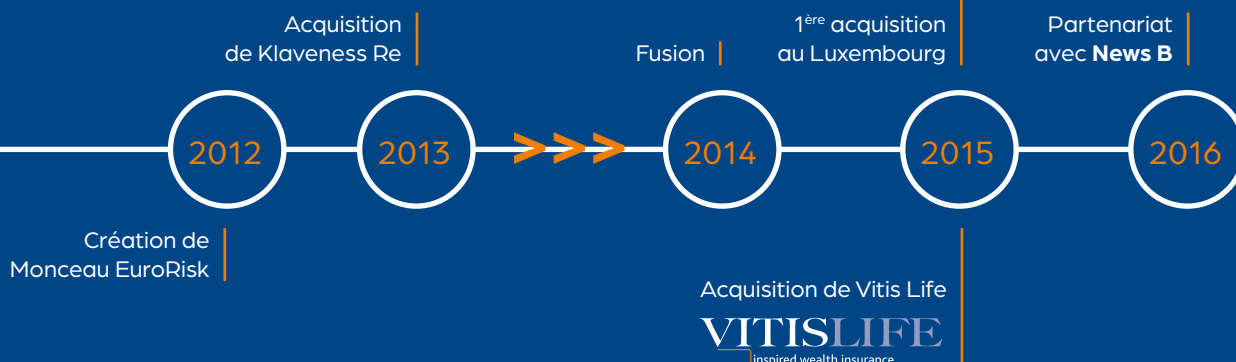 Acquisition
de Klaveness Re
Fusion
1ère acquisition
au Luxembourg
Partenariat
avec News B
2012
2013
>>>
2014
2015
2016
Création de
Monceau EuroRisk
Acquisition de Vitis Life
VITISLIFE
inspired wealth insurance